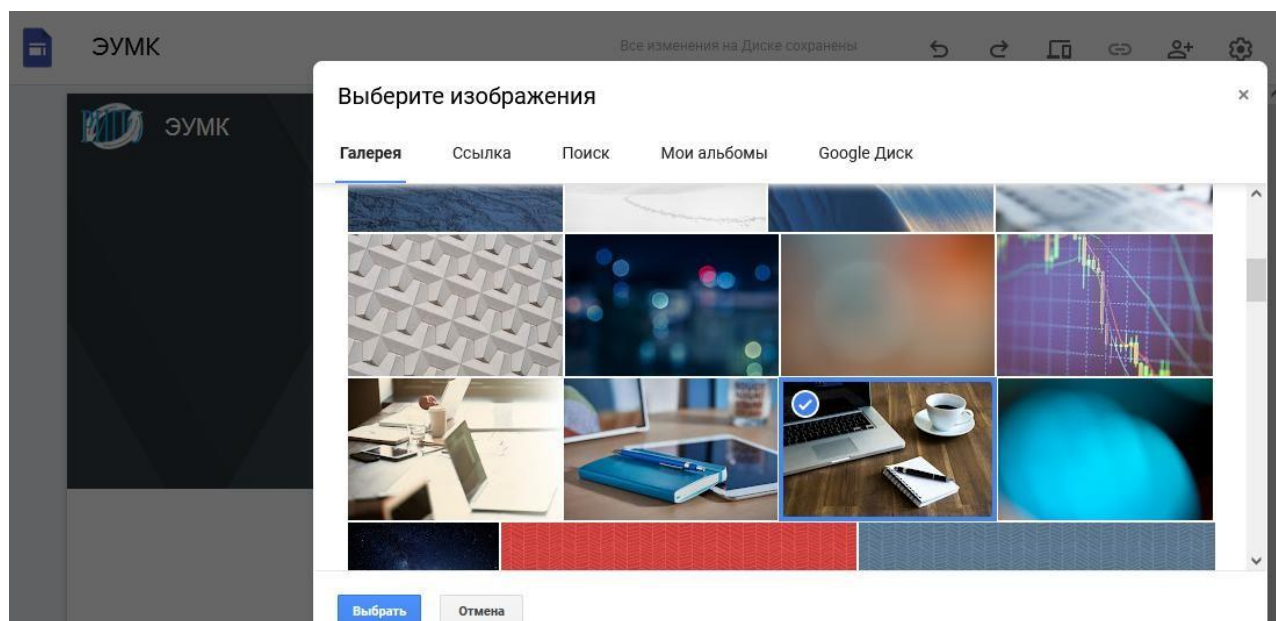 ЭУМК
Все изменения на Диске сохранены
ЭУМК
Выберите изображения
×
Галерея Ссылка Поиск Мои альбомы Google Диск
Выбрать Отмена